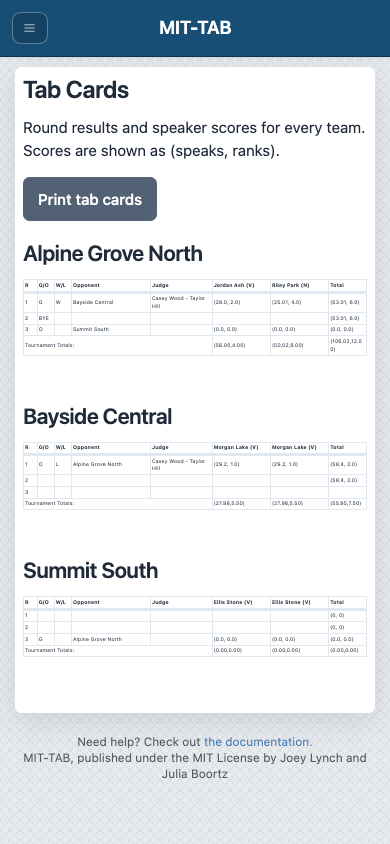 MIT-TAB
Tab Cards
Round results and speaker scores for every team.
Scores are shown as (speaks, ranks).
Print tab cards
Alpine Grove North
R G/O W/L Opponent Judge Jordan Ash (V) Riley Park (N) Total
1 G W Bayside Central Casey Wood - Taylor Hill (28.0, 2.0) (25.01, 4.0) (53.01, 6.0)
2 BYE (53.01, 6.0)
3 O Summit South (0.0, 0.0) (0.0, 0.0) (0.0, 0.0)
Tournament Totals: (56.00,4.00) (50.02,8.00) (106.02,12.00)
Bayside Central
R G/O W/L Opponent Judge Morgan Lake (V) Morgan Lake (V) Total
1 O L Alpine Grove North Casey Wood - Taylor Hill (29.2, 1.0) (29.2, 1.0) (58.4, 2.0)
2 (58.4, 2.0)
3
Tournament Totals: (27.98,5.50) (27.98,5.50) (55.95,7.50)
Summit South
R G/O W/L Opponent Judge Ellis Stone (V) Ellis Stone (V) Total
1 (0, 0)
2 (0, 0)
3 G Alpine Grove North (0.0, 0.0) (0.0, 0.0) (0.0, 0.0)
Tournament Totals: (0.00,0.00) (0.00,0.00) (0.00,0.00)
Need help? Check out the documentation.
MIT-TAB, published under the MIT License by Joey Lynch and
Julia Boortz